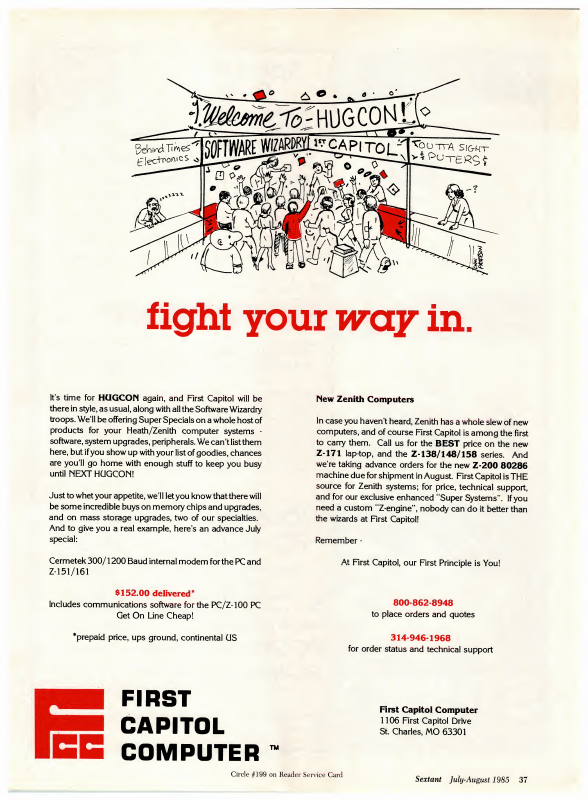 Welcome To-HUGCON!
Behind Times
Electronics
SOFTWARE WIZARDRY
1ST CAPITOL
OUTTA SIGHT
PUTERS
zzzzzz
-?
fight your way in.
It's time for HUGCON again, and First Capitol will be
there in style, as usual, along with all the Software Wizardry
troops. We'll be offering Super Specials on a whole host of
products for your Heath/Zenith computer systems -
software, system upgrades, peripherals. We can't list them
here, but if you show up with your list of goodies, chances
are you'll go home with enough stuff to keep you busy
until NEXT HUGCON!
Just to whet your appetite, we'll let you know that there will
be some incredible buys on memory chips and upgrades,
and on mass storage upgrades, two of our specialties.
And to give you a real example, here's an advance July
special:
Cermetek 300/1200 Baud internal modem for the PC and
Z-151/161
$152.00 delivered*
Includes communications software for the PC/Z-100 PC
Get On Line Cheap!
*prepaid price, ups ground, continental US
New Zenith Computers
In case you haven't heard, Zenith has a whole slew of new
computers, and of course First Capitol is among the first
to carry them. Call us for the BEST price on the new
Z-171 lap-top, and the Z-138/148/158 series. And
we're taking advance orders for the new Z-200 80286
machine due for shipment in August. First Capitol is THE
source for Zenith systems; for price, technical support,
and for our exclusive enhanced "Super Systems". If you
need a custom "Z-engine", nobody can do it better than
the wizards at First Capitol!
Remember -
At First Capitol, our First Principle is You!
800-862-8948
to place orders and quotes
314-946-1968
for order status and technical support
FCC
FIRST
CAPITOL
COMPUTER ™
First Capitol Computer
1106 First Capitol Drive
St. Charles, MO 63301
Circle #199 on Reader Service Card
Sextant July-August 1985 37